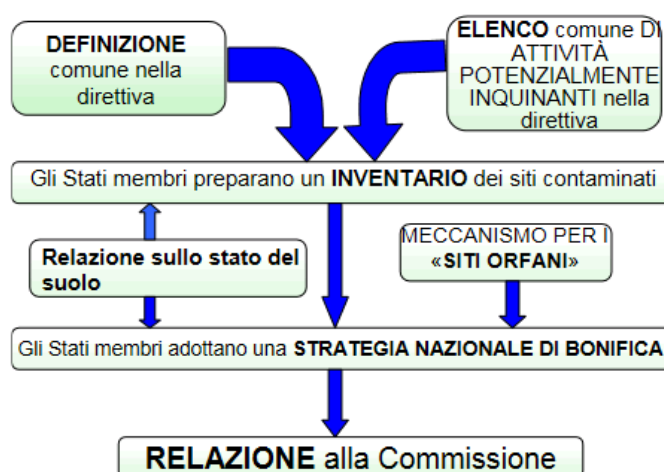 DEFINIZIONE
comune nella
direttiva
ELENCO comune DI
ATTIVITÀ
POTENZIALMENTE
INQUINANTI nella
direttiva
Gli Stati membri preparano un INVENTARIO dei siti contaminati
Relazione sullo stato del
suolo
MECCANISMO PER I
«SITI ORFANI»
Gli Stati membri adottano una STRATEGIA NAZIONALE DI BONIFICA
RELAZIONE alla Commissione